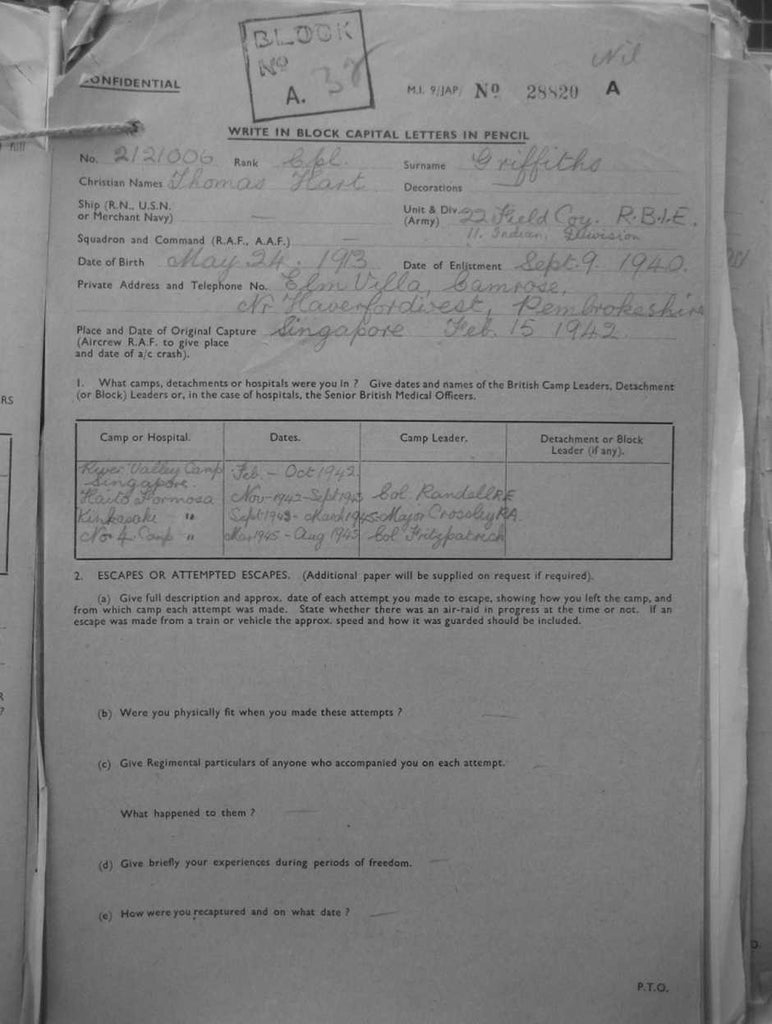 BLOCK
Nº
A. 38
Nil
CONFIDENTIAL
M.I. 9/JAP/ Nº 28820 A
WRITE IN BLOCK CAPITAL LETTERS IN PENCIL
No. 2121006 Rank Cpl. Surname Griffiths
Christian Names Thomas Hart Decorations —
Ship (R.N., U.S.N. or Merchant Navy) —
Unit & Div. (Army) 22 Field Coy. R.B.I.E.
11. Indian. Division
Squadron and Command (R.A.F., A.A.F.) —
Date of Birth May 24. 1913 Date of Enlistment Sept. 9. 1940.
Private Address and Telephone No. Elm Villa, Camrose,
Nr Haverfordwest, Pembrokeshire
Place and Date of Original Capture Singapore Feb. 15 1942.
(Aircrew R.A.F. to give place
and date of a/c crash).
1. What camps, detachments or hospitals were you in ? Give dates and names of the British Camp Leaders, Detachment
(or Block) Leaders or, in the case of hospitals, the Senior British Medical Officers.
Camp or Hospital. Dates. Camp Leader. Detachment or Block Leader (if any).
River Valley Camp Singapore. Feb. - Oct 1942.
Haito Formosa Nov-1942-Sept 1943 Col. Randell RE
Kinkasaki " Sept 1943- March 1945- Major Crossley RA.
No 4 Camp " Mar 1945 - Aug 1945 Col Fitzpatrick
2. ESCAPES OR ATTEMPTED ESCAPES. (Additional paper will be supplied on request if required).
(a) Give full description and approx. date of each attempt you made to escape, showing how you left the camp, and
from which camp each attempt was made. State whether there was an air-raid in progress at the time or not. If an
escape was made from a train or vehicle the approx. speed and how it was guarded should be included.
(b) Were you physically fit when you made these attempts ? —
(c) Give Regimental particulars of anyone who accompanied you on each attempt. —
What happened to them ? —
(d) Give briefly your experiences during periods of freedom. —
(e) How were you recaptured and on what date ? —
P.T.O.